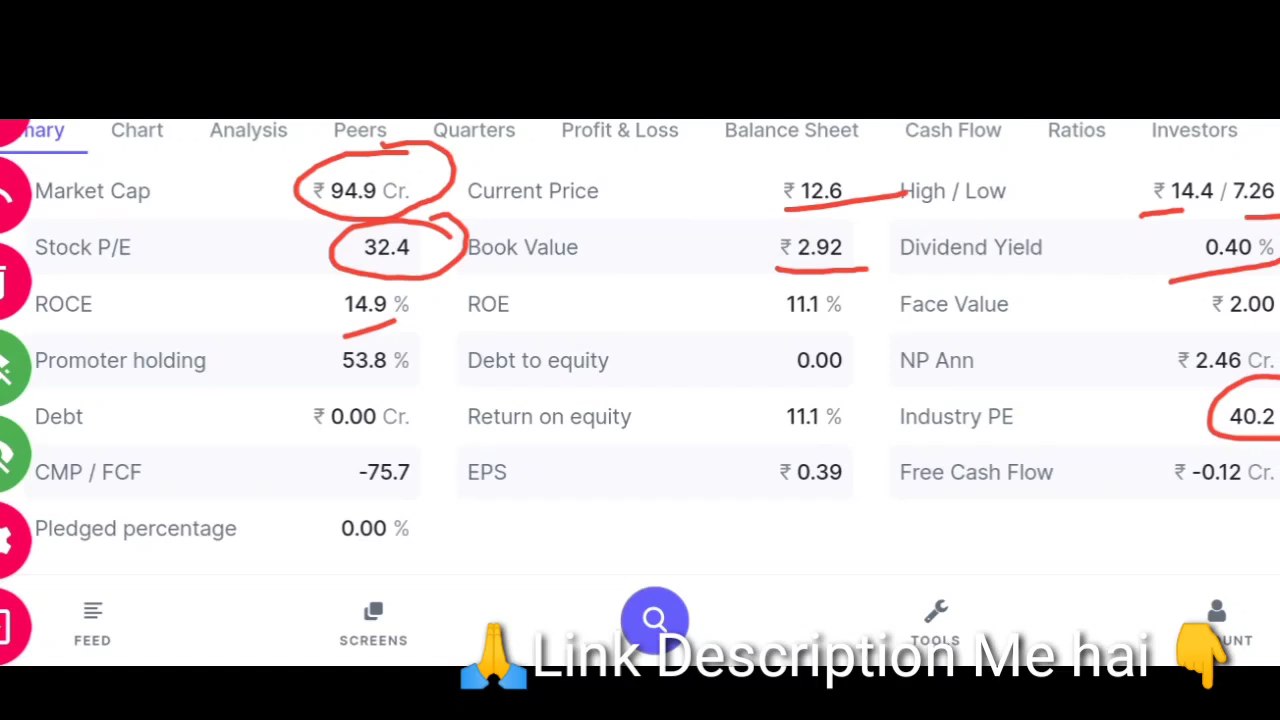 mary Chart Analysis Peers Quarters Profit & Loss Balance Sheet Cash Flow Ratios Investors
Market Cap ₹ 94.9 Cr. Current Price ₹ 12.6 High / Low ₹ 14.4 / 7.26
Stock P/E 32.4 Book Value ₹ 2.92 Dividend Yield 0.40 %
ROCE 14.9 % ROE 11.1 % Face Value ₹ 2.00
Promoter holding 53.8 % Debt to equity 0.00 NP Ann ₹ 2.46 Cr.
Debt ₹ 0.00 Cr. Return on equity 11.1 % Industry PE 40.2
CMP / FCF -75.7 EPS ₹ 0.39 Free Cash Flow ₹ -0.12 Cr.
Pledged percentage 0.00 %
FEED SCREENS TOOLS UNT
🙏Link Description Me hai 👇